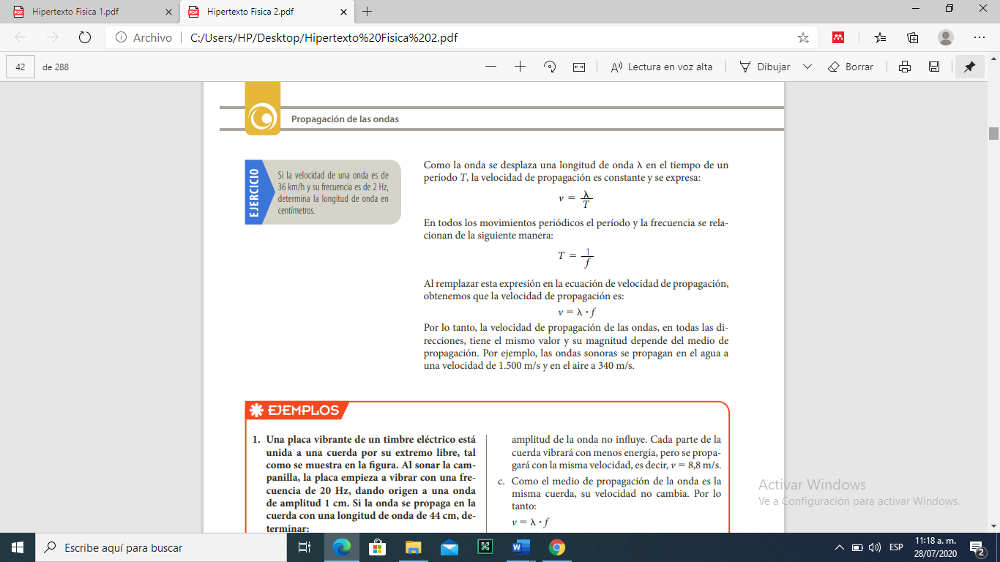 Hipertexto Fisica 1.pdf
Hipertexto Fisica 2.pdf
Archivo
C:/Users/HP/Desktop/Hipertexto%20Fisica%202.pdf
42
de 288
Lectura en voz alta
Dibujar
Borrar
Propagación de las ondas
EJERCICIO
Si la velocidad de una onda es de
36 km/h y su frecuencia es de 2 Hz,
determina la longitud de onda en
centímetros.
Como la onda se desplaza una longitud de onda λ en el tiempo de un
período T, la velocidad de propagación es constante y se expresa:
v = λ/T
En todos los movimientos periódicos el período y la frecuencia se rela-
cionan de la siguiente manera:
T = 1/f
Al remplazar esta expresión en la ecuación de velocidad de propagación,
obtenemos que la velocidad de propagación es:
v = λ · f
Por lo tanto, la velocidad de propagación de las ondas, en todas las di-
recciones, tiene el mismo valor y su magnitud depende del medio de
propagación. Por ejemplo, las ondas sonoras se propagan en el agua a
una velocidad de 1.500 m/s y en el aire a 340 m/s.
EJEMPLOS
1. Una placa vibrante de un timbre eléctrico está
unida a una cuerda por su extremo libre, tal
como se muestra en la figura. Al sonar la cam-
panilla, la placa empieza a vibrar con una fre-
cuencia de 20 Hz, dando origen a una onda
de amplitud 1 cm. Si la onda se propaga en la
cuerda con una longitud de onda de 44 cm, de-
terminar:
amplitud de la onda no influye. Cada parte de la
cuerda vibrará con menos energía, pero se propa-
gará con la misma velocidad, es decir, v = 8,8 m/s.
c. Como el medio de propagación de la onda es la
misma cuerda, su velocidad no cambia. Por lo
tanto:
v = λ · f
Activar Windows
Ve a Configuración para activar Windows.
Escribe aquí para buscar
ESP
11:18 a. m.
28/07/2020
2